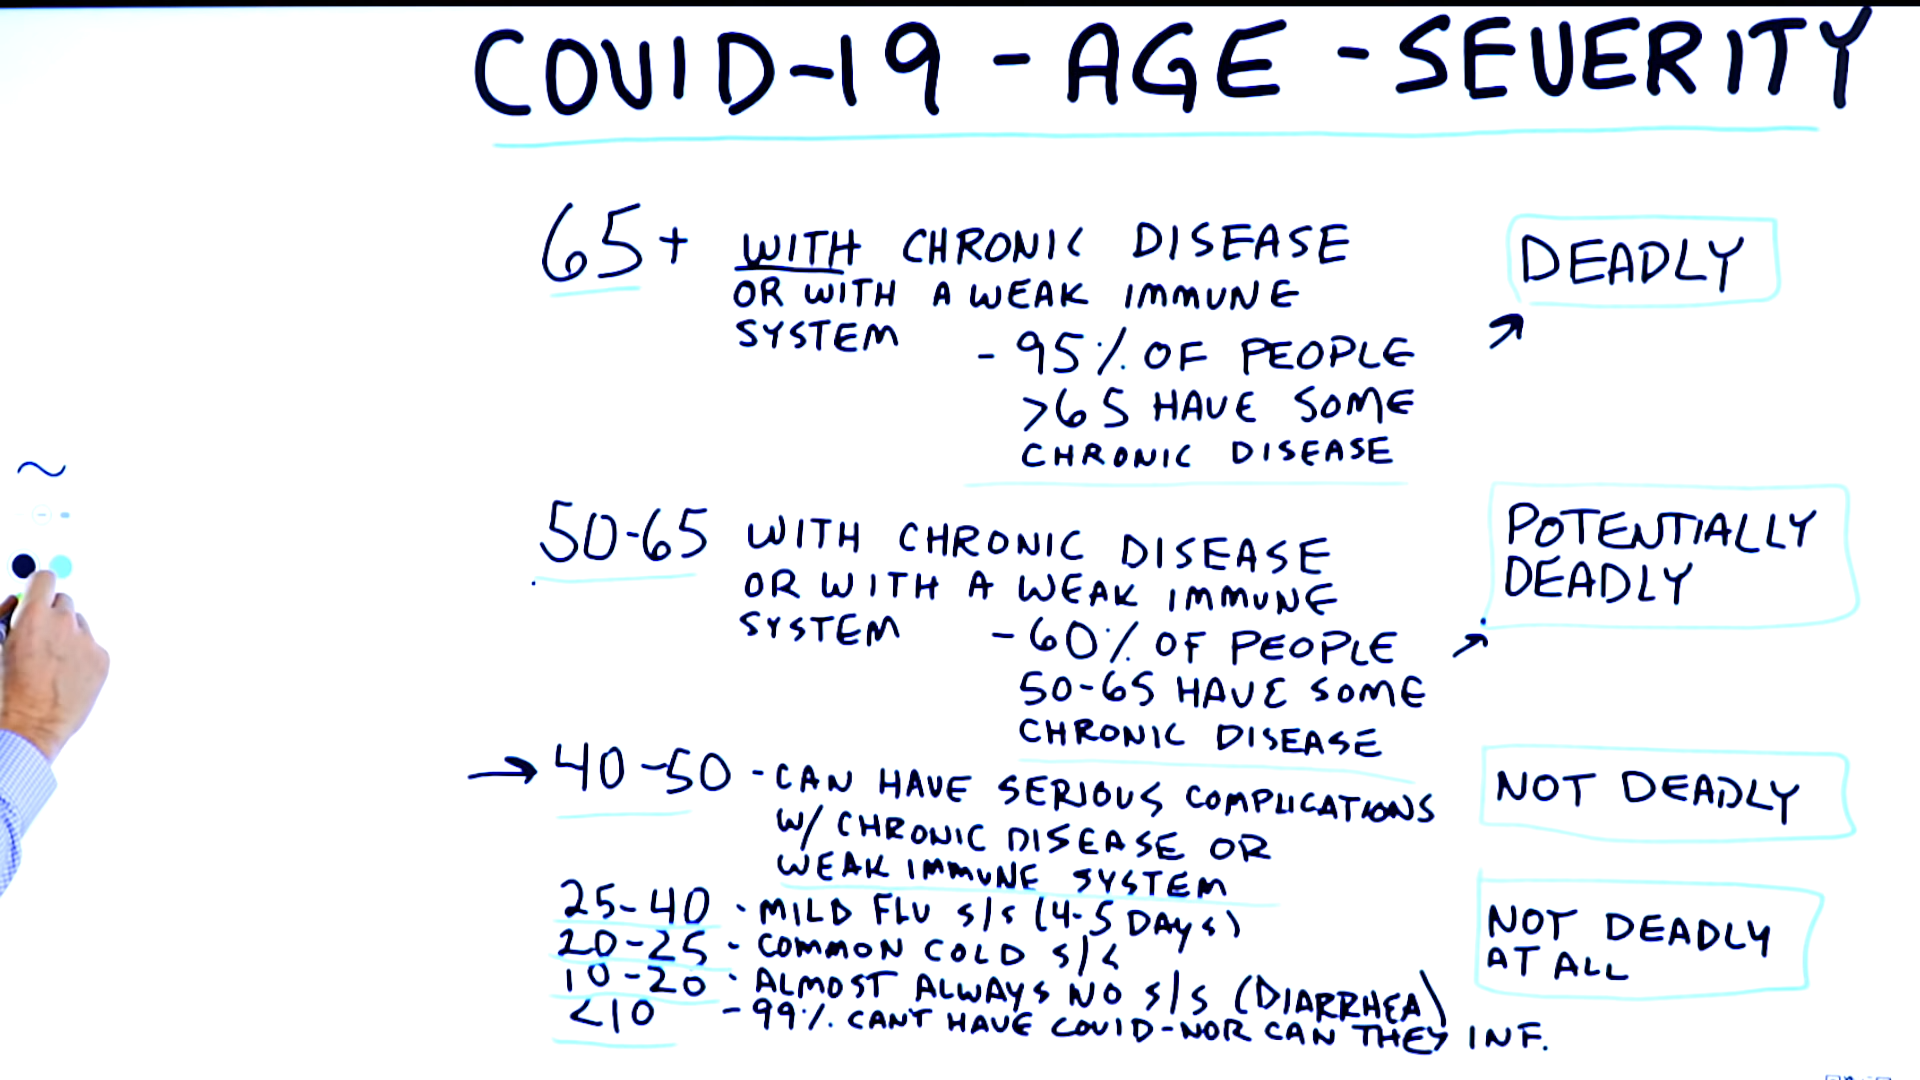 COVID-19 - AGE - SEVERITY
65+ WITH CHRONIC DISEASE
OR WITH A WEAK IMMUNE
SYSTEM
- 95% OF PEOPLE
>65 HAVE SOME
CHRONIC DISEASE
DEADLY
50-65 WITH CHRONIC DISEASE
OR WITH A WEAK IMMUNE
SYSTEM
- 60% OF PEOPLE
50-65 HAVE SOME
CHRONIC DISEASE
POTENTIALLY
DEADLY
→ 40-50 - CAN HAVE SERIOUS COMPLICATIONS
W/ CHRONIC DISEASE OR
WEAK IMMUNE SYSTEM
NOT DEADLY
25-40 - MILD FLU S/S (4-5 DAYS)
20-25 - COMMON COLD S/S
10-20 - ALMOST ALWAYS NO S/S (DIARRHEA)
<10 - 99% CANT HAVE COVID-NOR CAN THEY INF.
NOT DEADLY
AT ALL